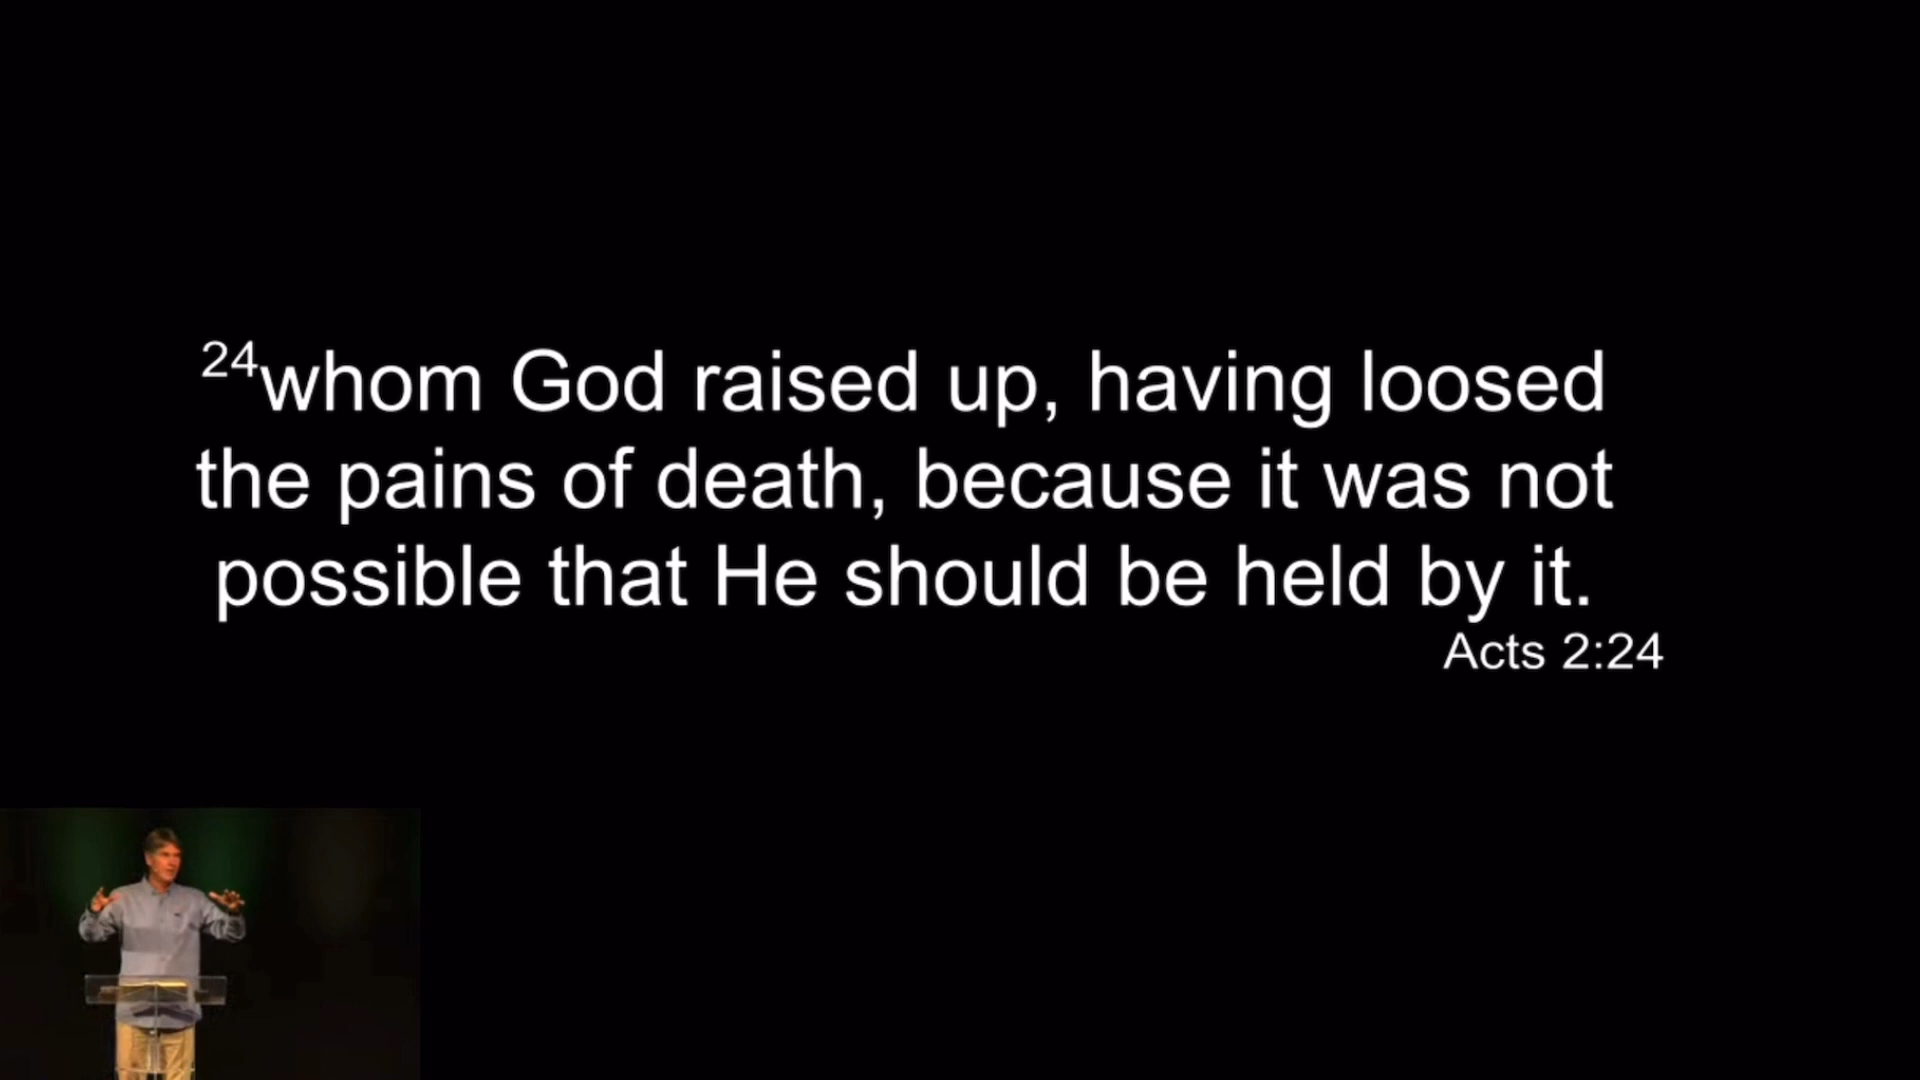 24whom God raised up, having loosed
the pains of death, because it was not
possible that He should be held by it.
Acts 2:24